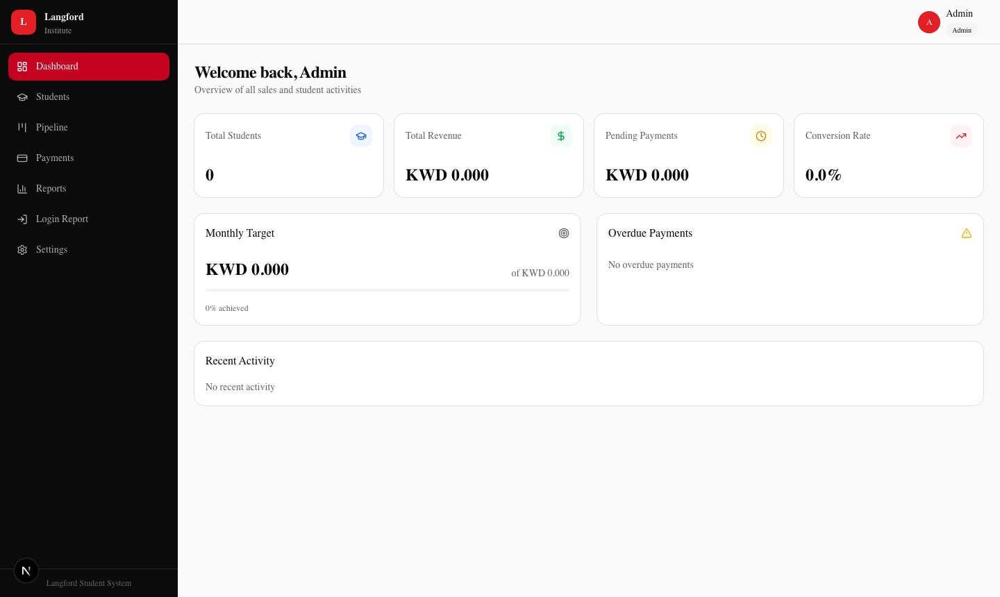 L
Langford
Institute
Dashboard
Students
Pipeline
Payments
Reports
Login Report
Settings
N
Langford Student System
A
Admin
Admin
Welcome back, Admin
Overview of all sales and student activities
Total Students
0
Total Revenue
KWD 0.000
Pending Payments
KWD 0.000
Conversion Rate
0.0%
Monthly Target
KWD 0.000
of KWD 0.000
0% achieved
Overdue Payments
No overdue payments
Recent Activity
No recent activity